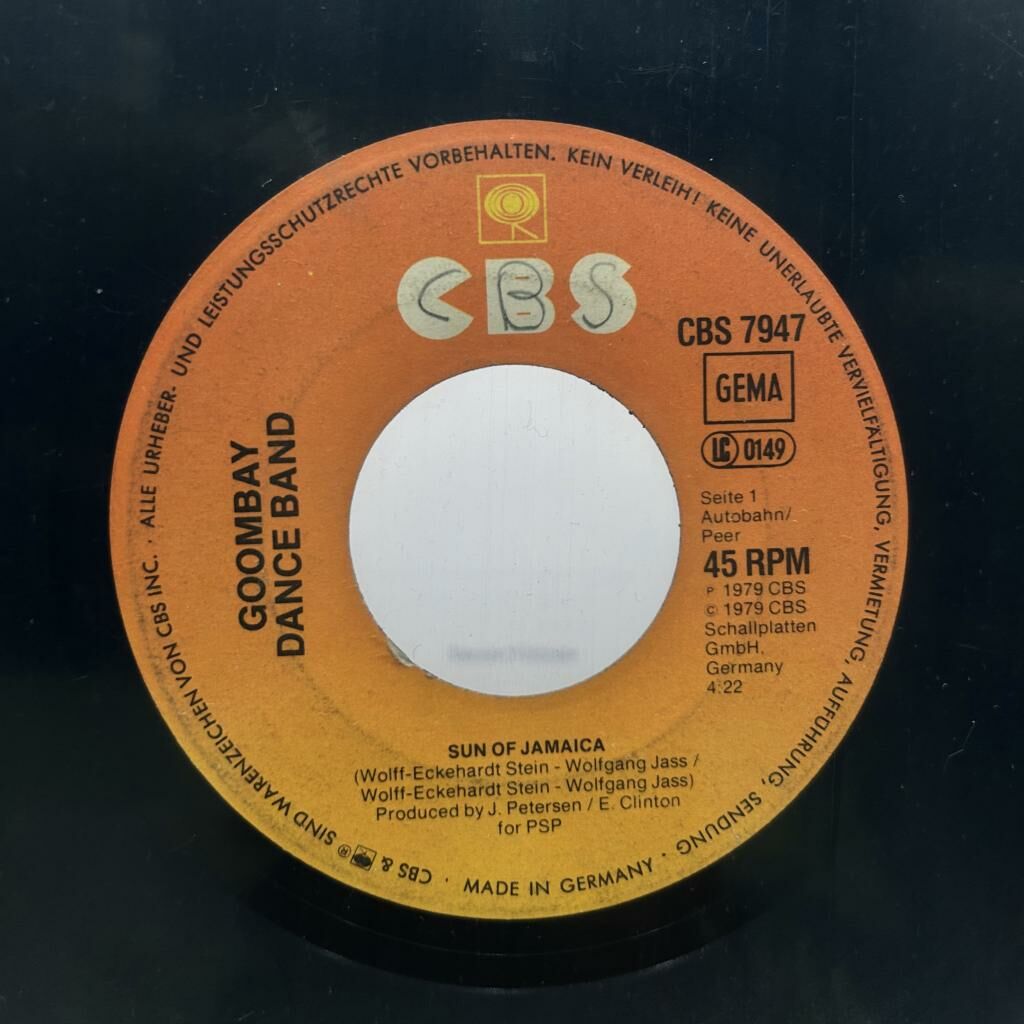 ALLE URHEBER- UND LEISTUNGSSCHUTZRECHTE VORBEHALTEN. KEIN VERLEIH! KEINE UNERLAUBTE VERVIELFÄLTIGUNG, VERMIETUNG, AUFFÜHRUNG, SENDUNG · MADE IN GERMANY · CBS & ® SIND WARENZEICHEN VON CBS INC. ·
CBS
CBS 7947
GEMA
LC 0149
Seite 1
Autobahn/
Peer
45 RPM
℗ 1979 CBS
© 1979 CBS
Schallplatten
GmbH,
Germany
4:22
GOOMBAY
DANCE BAND
SUN OF JAMAICA
(Wolff-Eckehardt Stein - Wolfgang Jass /
Wolff-Eckehardt Stein - Wolfgang Jass)
Produced by J. Petersen / E. Clinton
for PSP